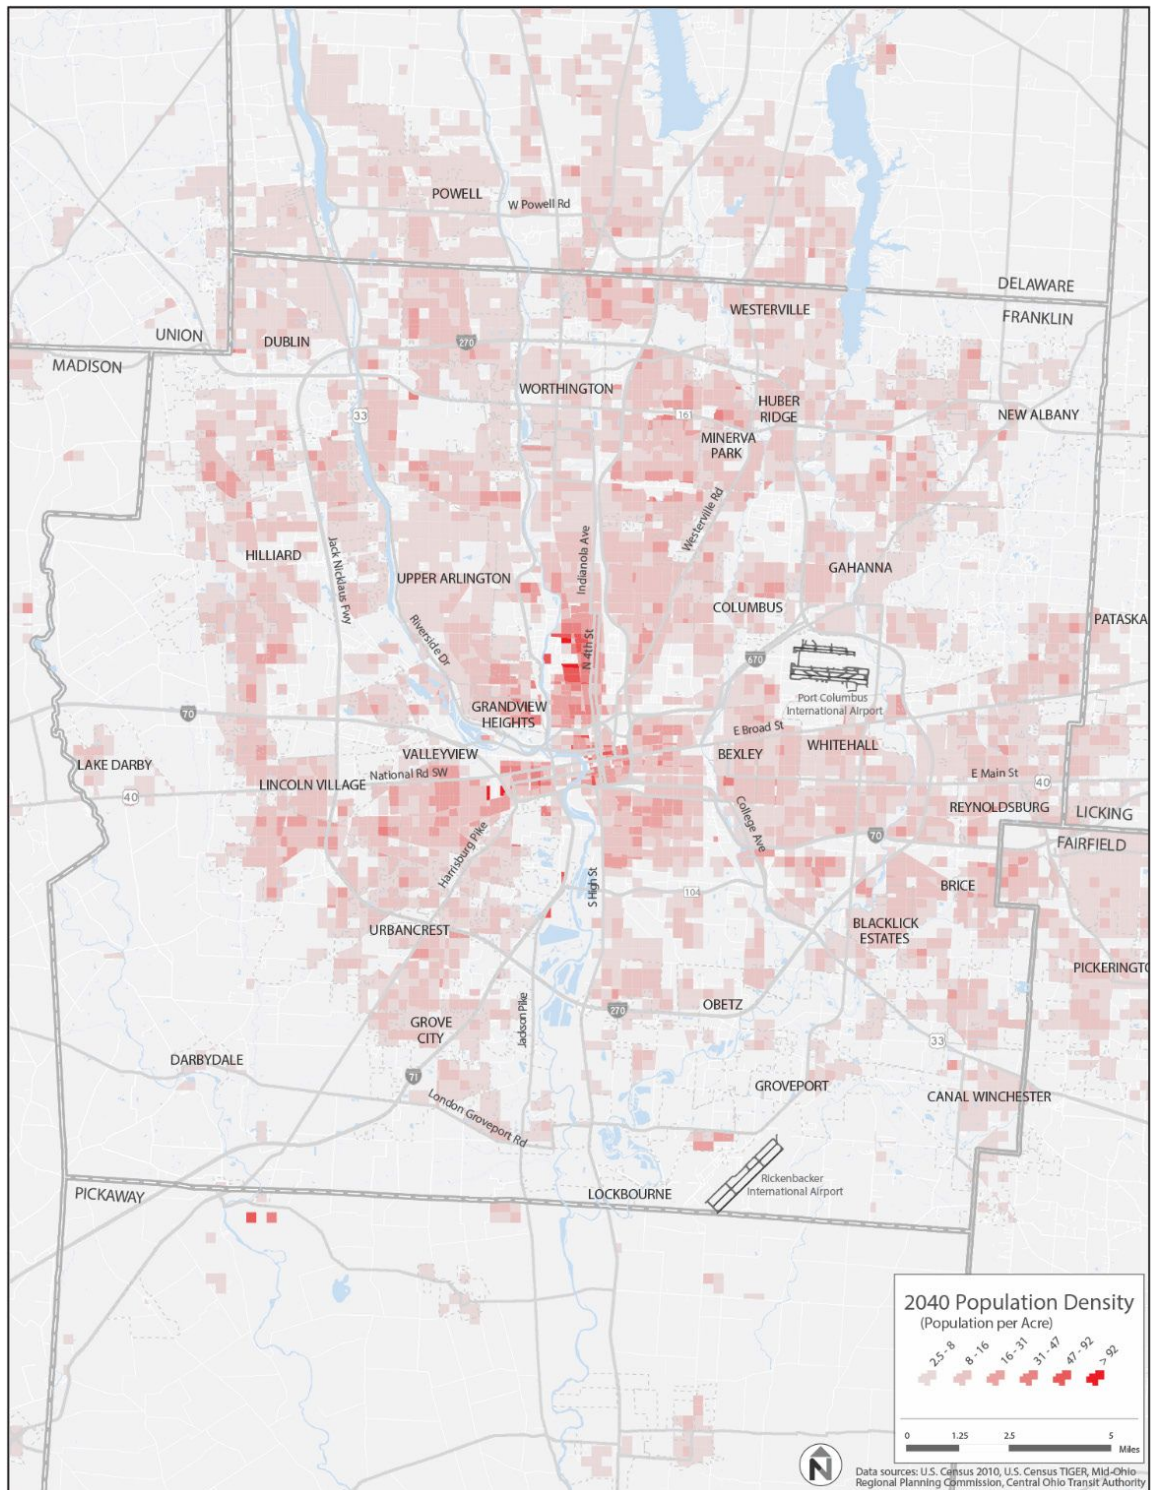 POWELL
W Powell Rd
DELAWARE
FRANKLIN
WESTERVILLE
UNION
DUBLIN
270
MADISON
WORTHINGTON
HUBER
RIDGE
33
161
NEW ALBANY
MINERVA
PARK
Westerville Rd
Indianola Ave
HILLIARD
Jack Nicklaus Fwy
UPPER ARLINGTON
GAHANNA
COLUMBUS
PATASKA
Riverside Dr
N 4th St
670
Port Columbus
International Airport
GRANDVIEW
HEIGHTS
70
E Broad St
VALLEYVIEW
BEXLEY
WHITEHALL
LAKE DARBY
LINCOLN VILLAGE
National Rd SW
E Main St
40
40
REYNOLDSBURG
LICKING
College Ave
70
FAIRFIELD
Harrisburg Pike
S High St
104
BRICE
URBANCREST
BLACKLICK
ESTATES
PICKERINGTO
Jackson Pike
270
OBETZ
GROVE
CITY
33
DARBYDALE
71
GROVEPORT
CANAL WINCHESTER
London Groveport Rd
Rickenbacker
International Airport
PICKAWAY
LOCKBOURNE
2040 Population Density
(Population per Acre)
2.5 - 8
8 - 16
16 - 31
31 - 47
47 - 92
> 92
0 1.25 2.5 5
Miles
N
Data sources: U.S. Census 2010, U.S. Census TIGER, Mid-Ohio
Regional Planning Commission, Central Ohio Transit Authority